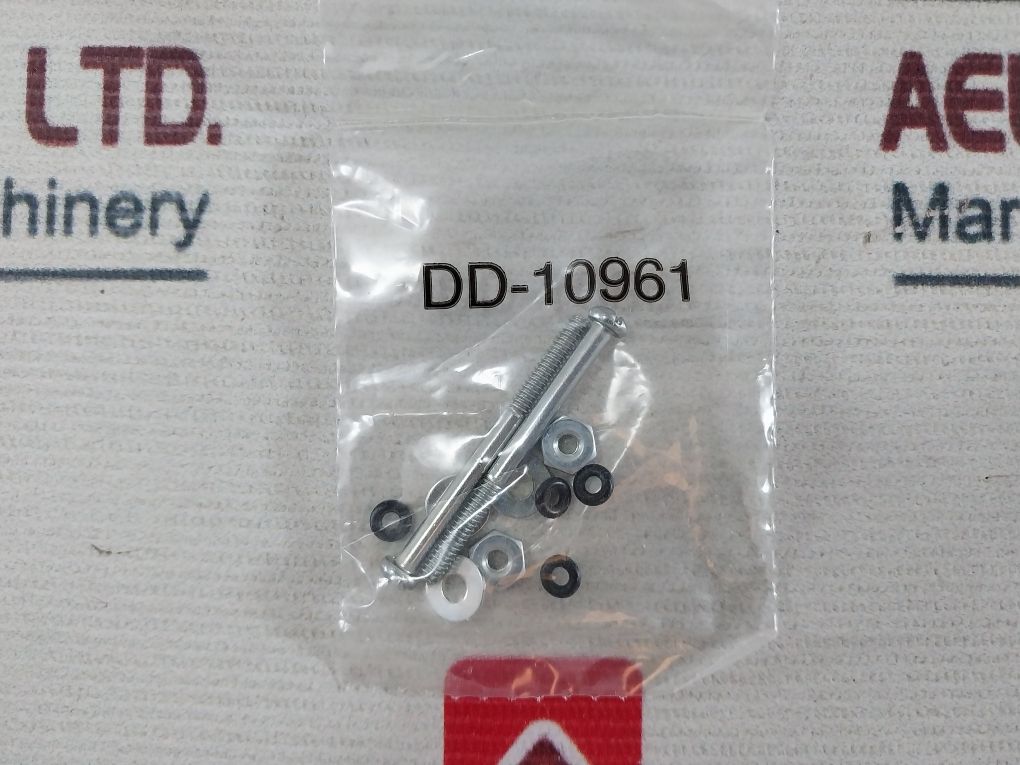 LTD.
hinery
DD-10961
AEU
Mar